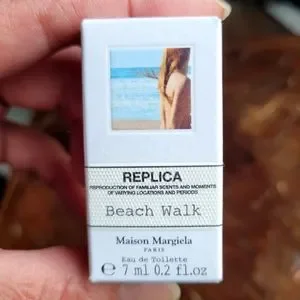 REPLICA
REPRODUCTION OF FAMILIAR SCENTS AND MOMENTS
OF VARYING LOCATIONS AND PERIODS
Beach Walk
Maison Margiela
PARIS
Eau de Toilette
℮ 7 ml 0.2 fl.oz